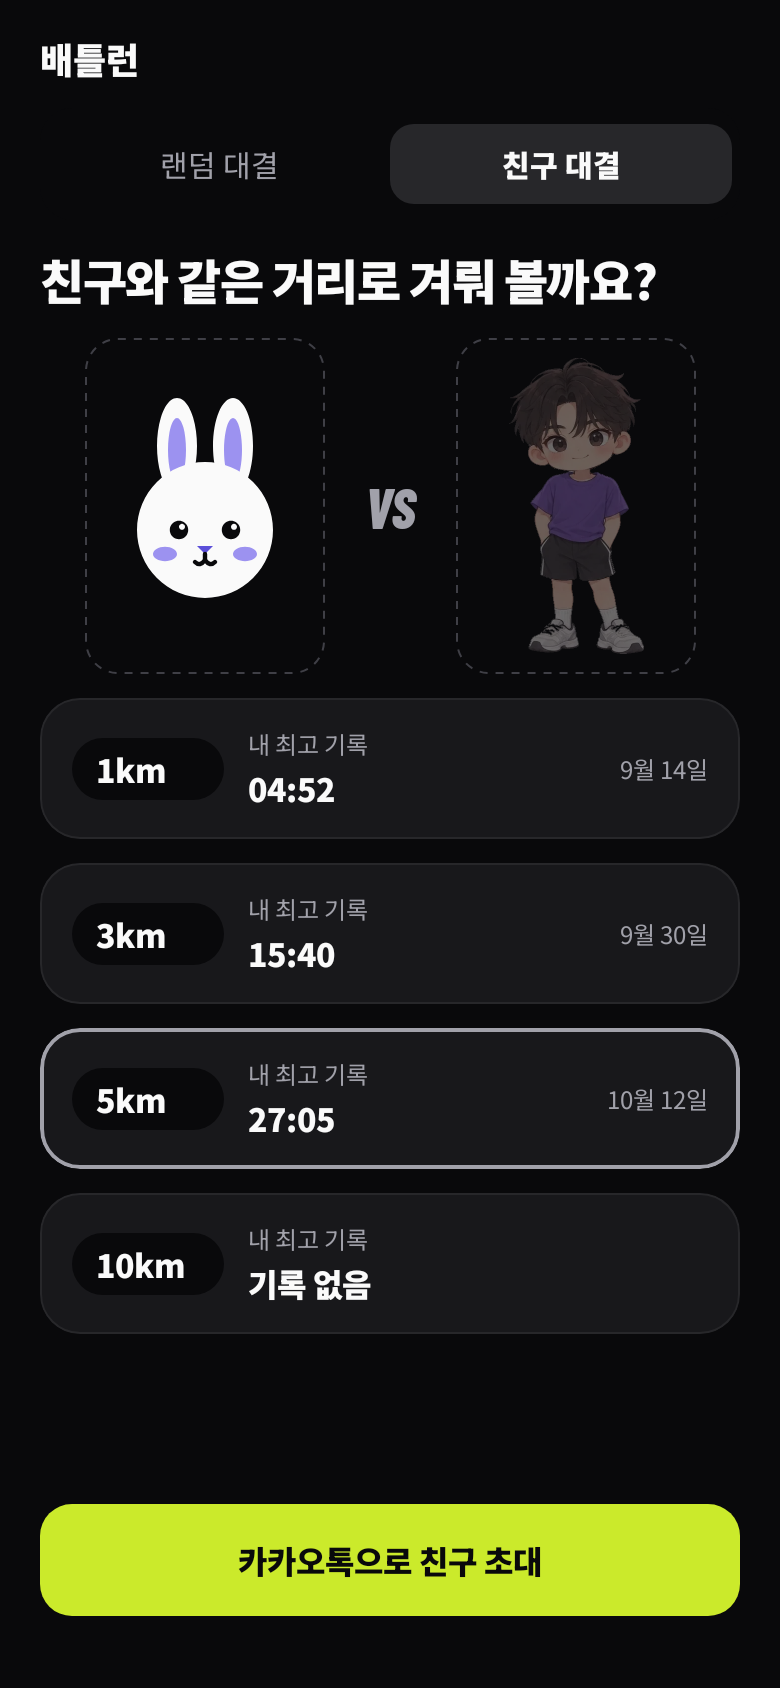 배틀런
랜덤 대결
친구 대결
친구와 같은 거리로 겨뤄 볼까요?
VS
1km
내 최고 기록
04:52
9월 14일
3km
내 최고 기록
15:40
9월 30일
5km
내 최고 기록
27:05
10월 12일
10km
내 최고 기록
기록 없음
카카오톡으로 친구 초대